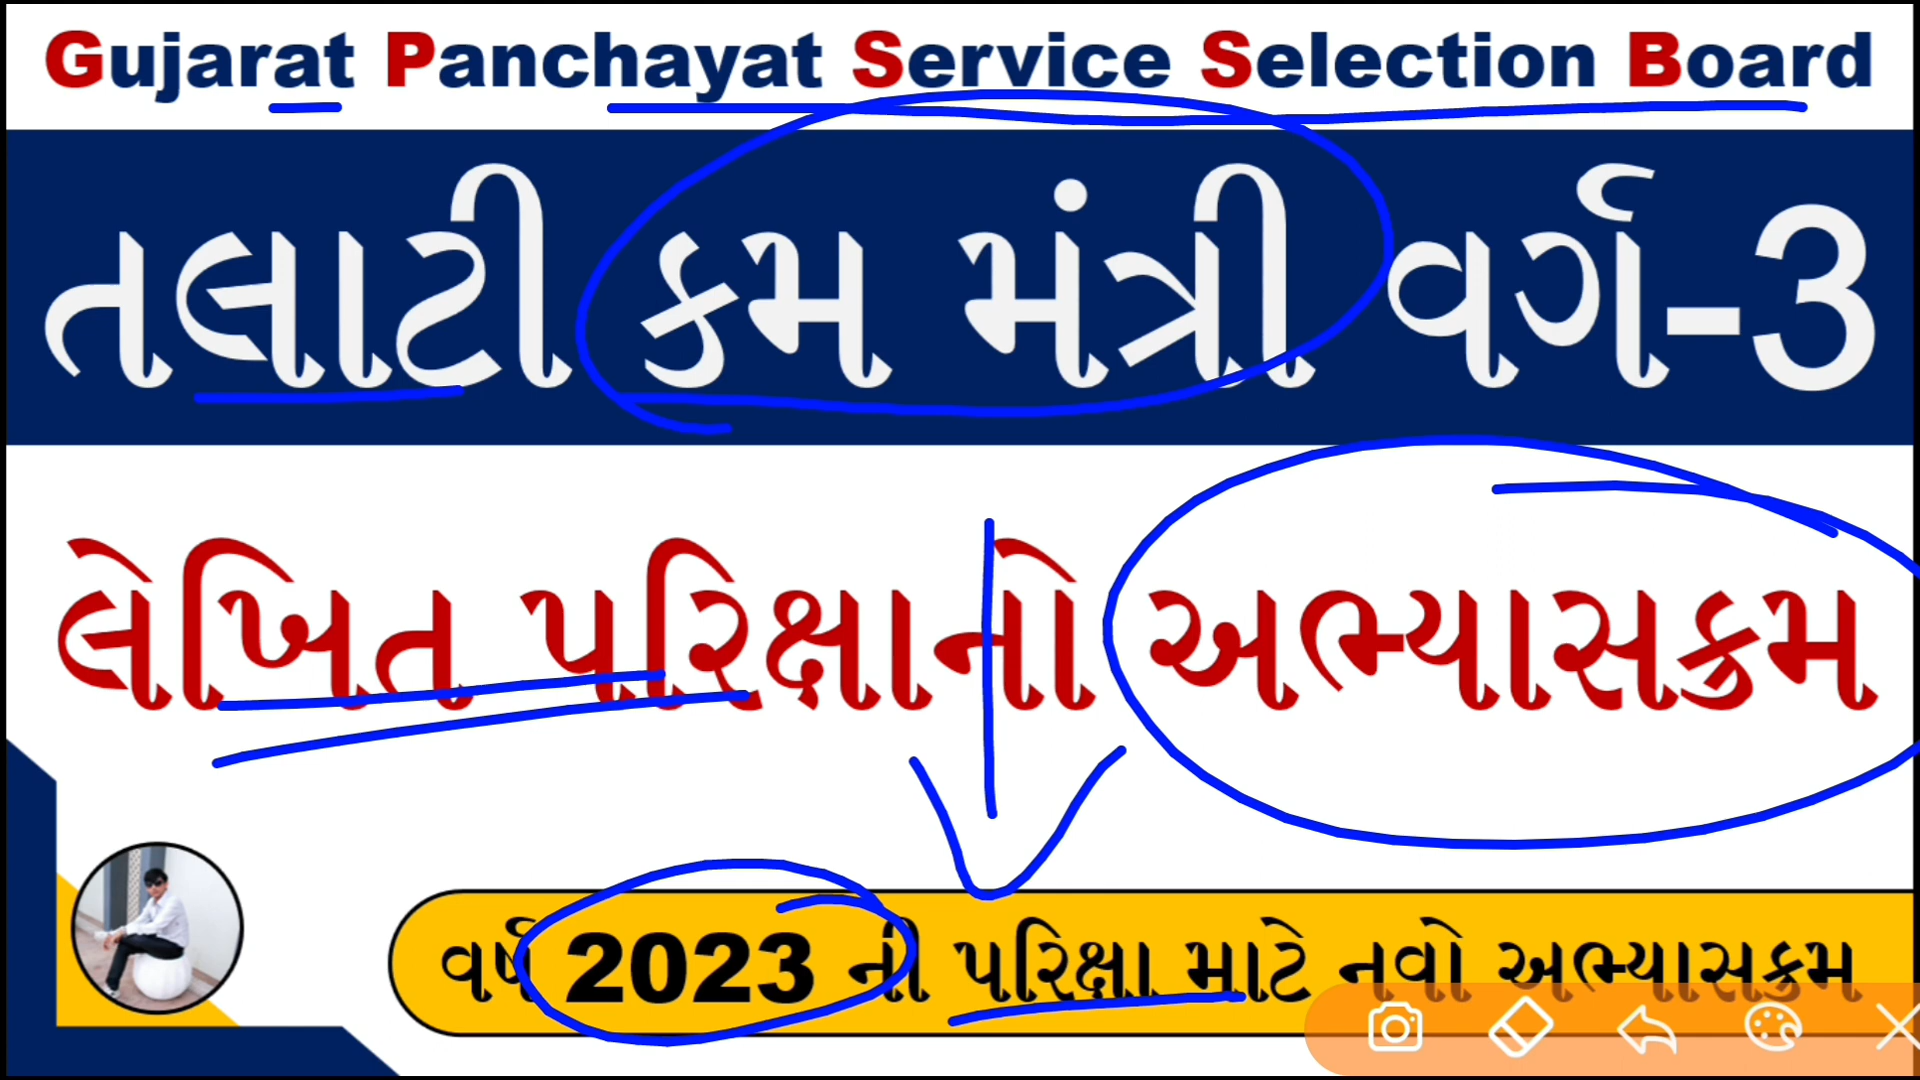 Gujarat Panchayat Service Selection Board
તલાટી કમ મંત્રી વર્ગ-3
લેખિત પરિક્ષાનો અભ્યાસક્રમ
વર્ષ 2023 ની પરિક્ષા માટે નવો અભ્યાસક્રમ